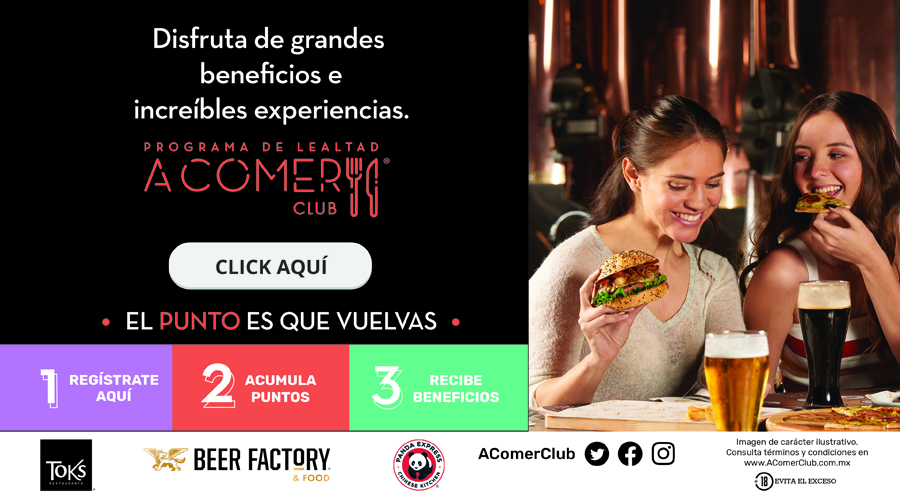 Disfruta de grandes
beneficios e
increíbles experiencias.
PROGRAMA DE LEALTAD
A COMER®
CLUB
CLICK AQUÍ
• EL PUNTO ES QUE VUELVAS •
1 REGÍSTRATE
AQUÍ
2 ACUMULA
PUNTOS
3 RECIBE
BENEFICIOS
TOKS
RESTAURANTE
BEER FACTORY
& FOOD
PANDA EXPRESS
CHINESE KITCHEN
AComerClub
Imagen de carácter ilustrativo.
Consulta términos y condiciones en
www.AComerClub.com.mx
18 EVITA EL EXCESO